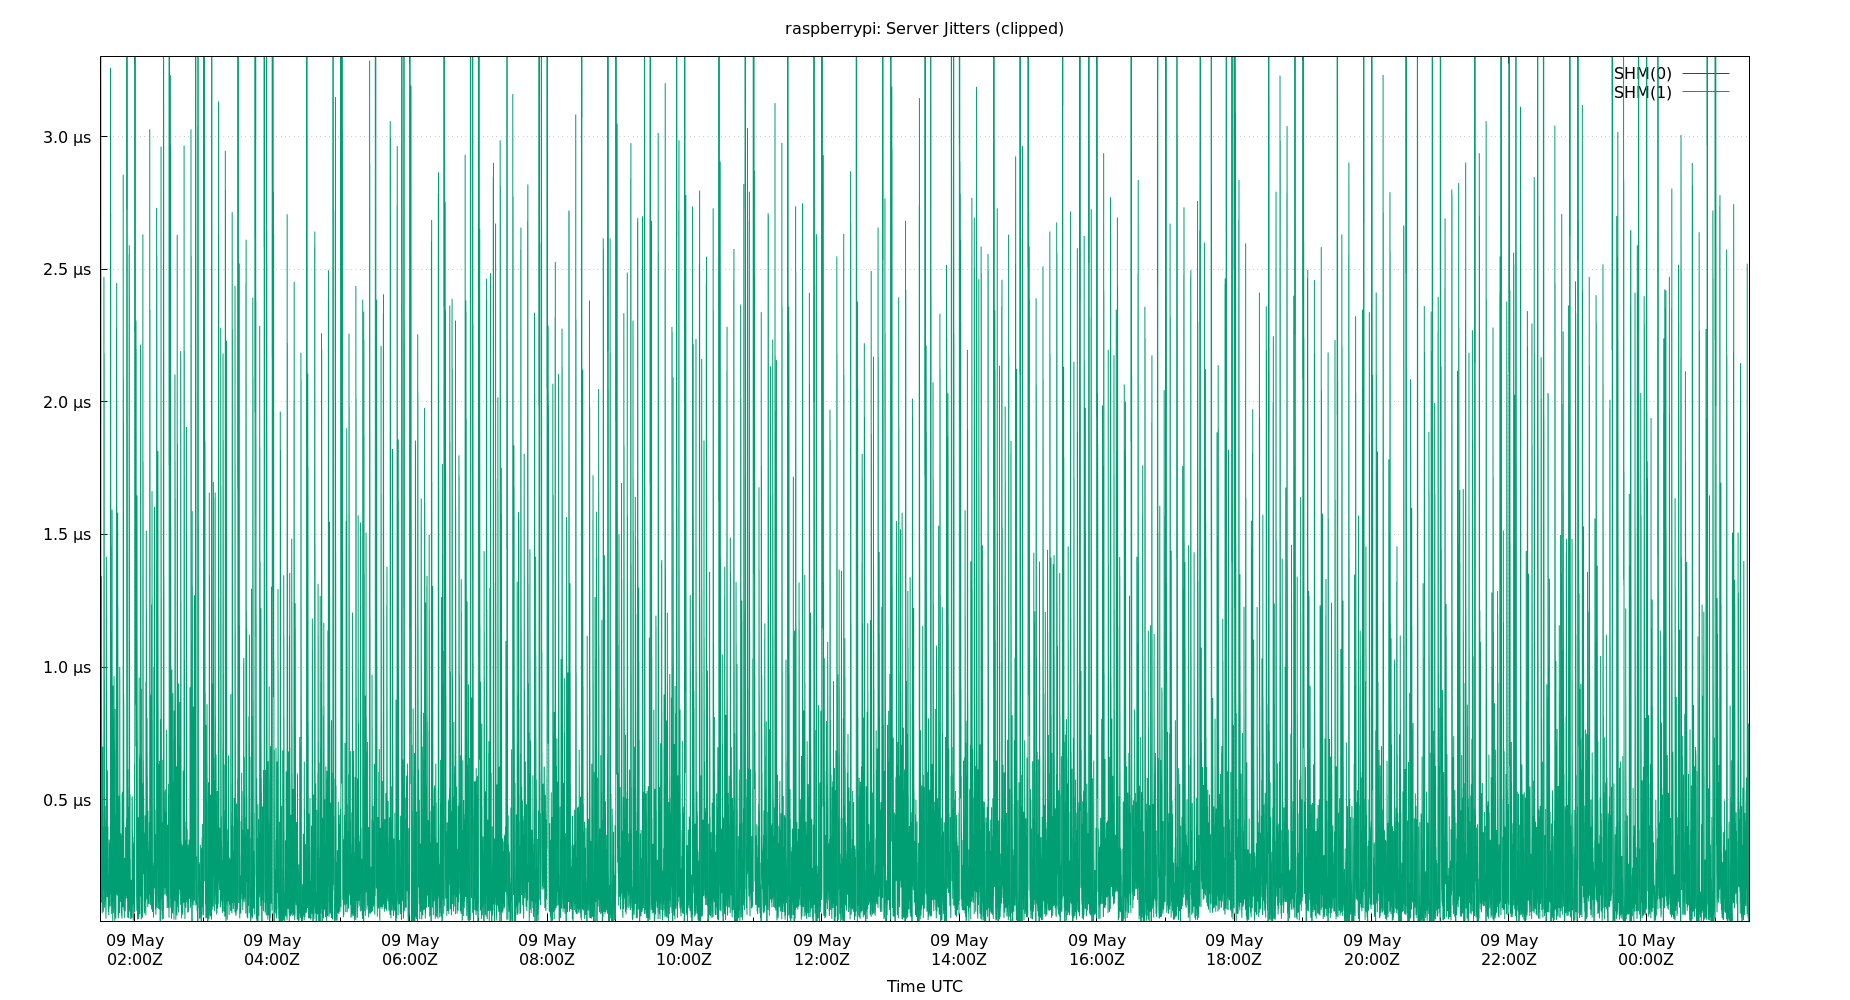 raspberrypi: Server Jitters (clipped)
SHM(0)
SHM(1)
3.0 µs
2.5 µs
2.0 µs
1.5 µs
1.0 µs
0.5 µs
09 May 09 May 09 May 09 May 09 May 09 May 09 May 09 May 09 May 09 May 09 May 10 May
02:00Z 04:00Z 06:00Z 08:00Z 10:00Z 12:00Z 14:00Z 16:00Z 18:00Z 20:00Z 22:00Z 00:00Z
Time UTC